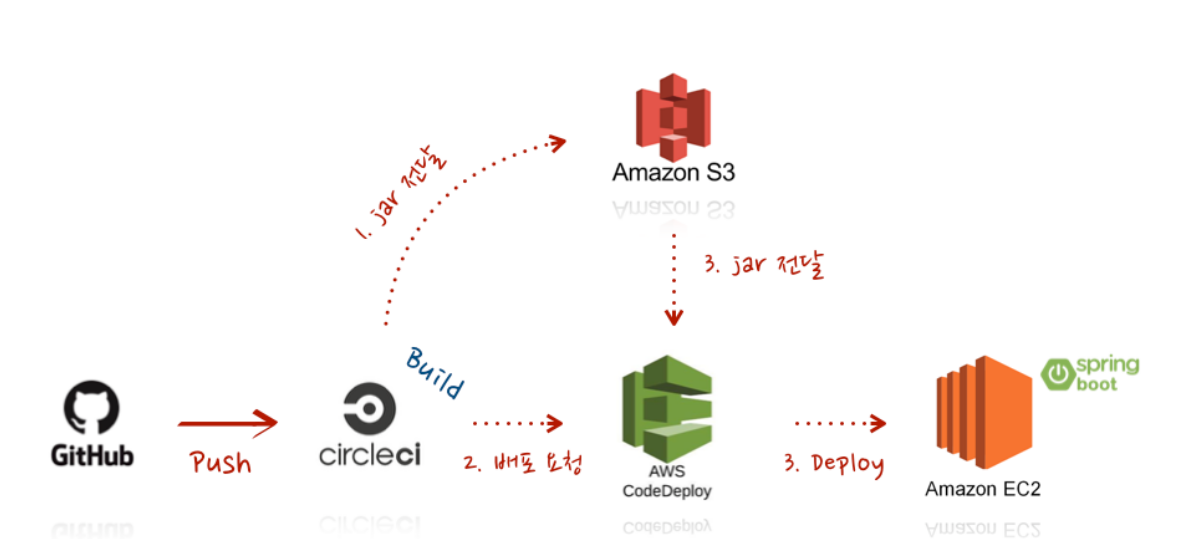 Amazon S3
1. jar 전달
3. jar 전달
Build
spring
boot
GitHub
Push
circleci
2. 배포 요청
AWS
CodeDeploy
3. Deploy
Amazon EC2